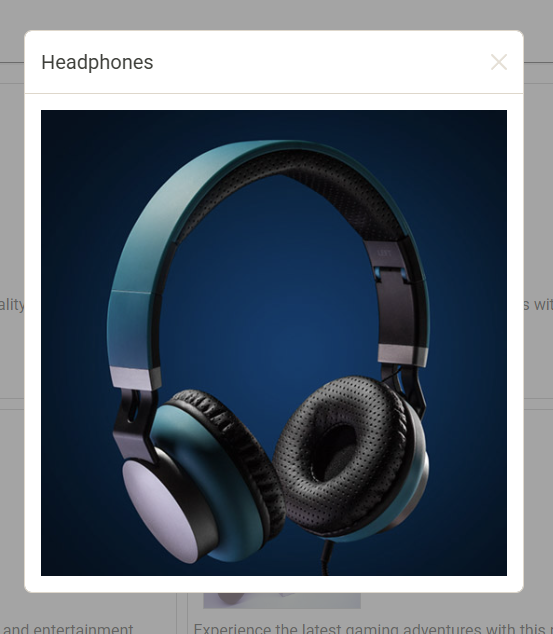 Headphones
ality
s wit
and entertainment
Experience the latest gaming adventures with this